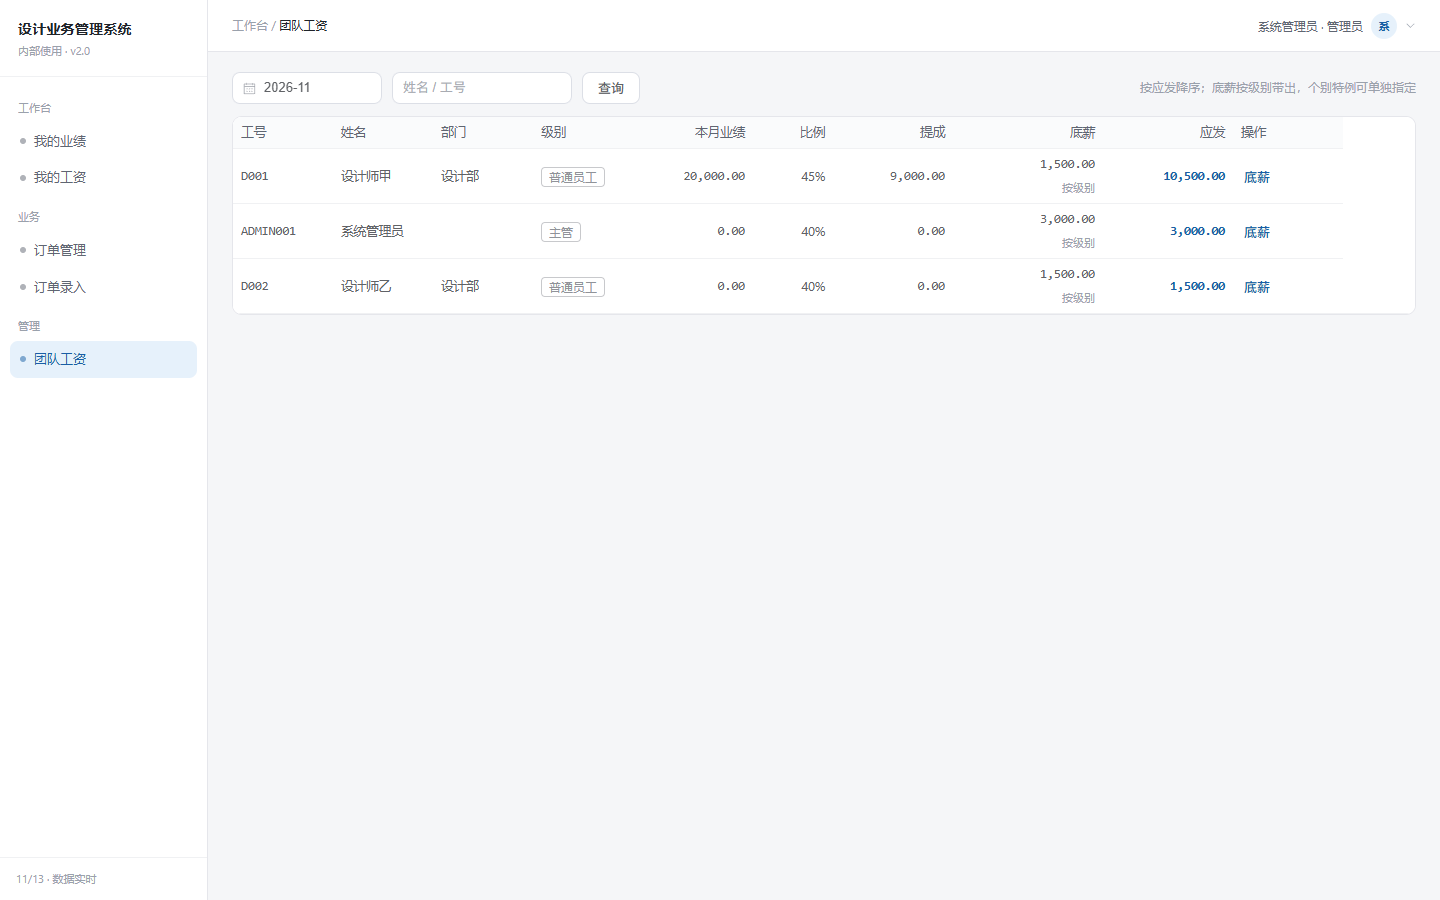 设计业务管理系统
内部使用 · v2.0
工作台
我的业绩
我的工资
业务
订单管理
订单录入
管理
团队工资
11/13 · 数据实时
工作台 / 团队工资
系统管理员 · 管理员 系
2026-11 姓名 / 工号 查询 按应发降序；底薪按级别带出，个别特例可单独指定
工号 姓名 部门 级别 本月业绩 比例 提成 底薪 应发 操作
D001 设计师甲 设计部 普通员工 20,000.00 45% 9,000.00 1,500.00 10,500.00 底薪
按级别
ADMIN001 系统管理员 主管 0.00 40% 0.00 3,000.00 3,000.00 底薪
按级别
D002 设计师乙 设计部 普通员工 0.00 40% 0.00 1,500.00 1,500.00 底薪
按级别